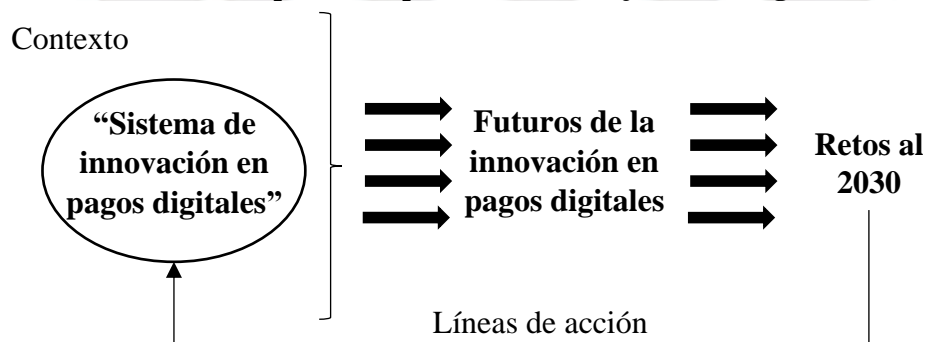 Contexto
“Sistema de
innovación en
pagos digitales”
Futuros de la
innovación en
pagos digitales
Retos al
2030
Líneas de acción